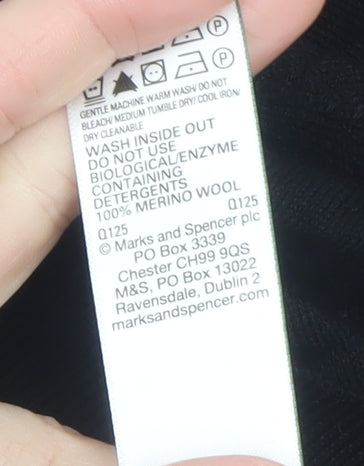 P
P
GENTLE MACHINE WARM WASH/ DO NOT
BLEACH/ MEDIUM TUMBLE DRY/ COOL IRON/
DRY CLEANABLE
WASH INSIDE OUT
DO NOT USE
BIOLOGICAL/ENZYME
CONTAINING
DETERGENTS
100% MERINO WOOL
Q125 Q125
© Marks and Spencer plc
PO Box 3339
Chester CH99 9QS
M&S, PO Box 13022
Ravensdale, Dublin 2
marksandspencer.com